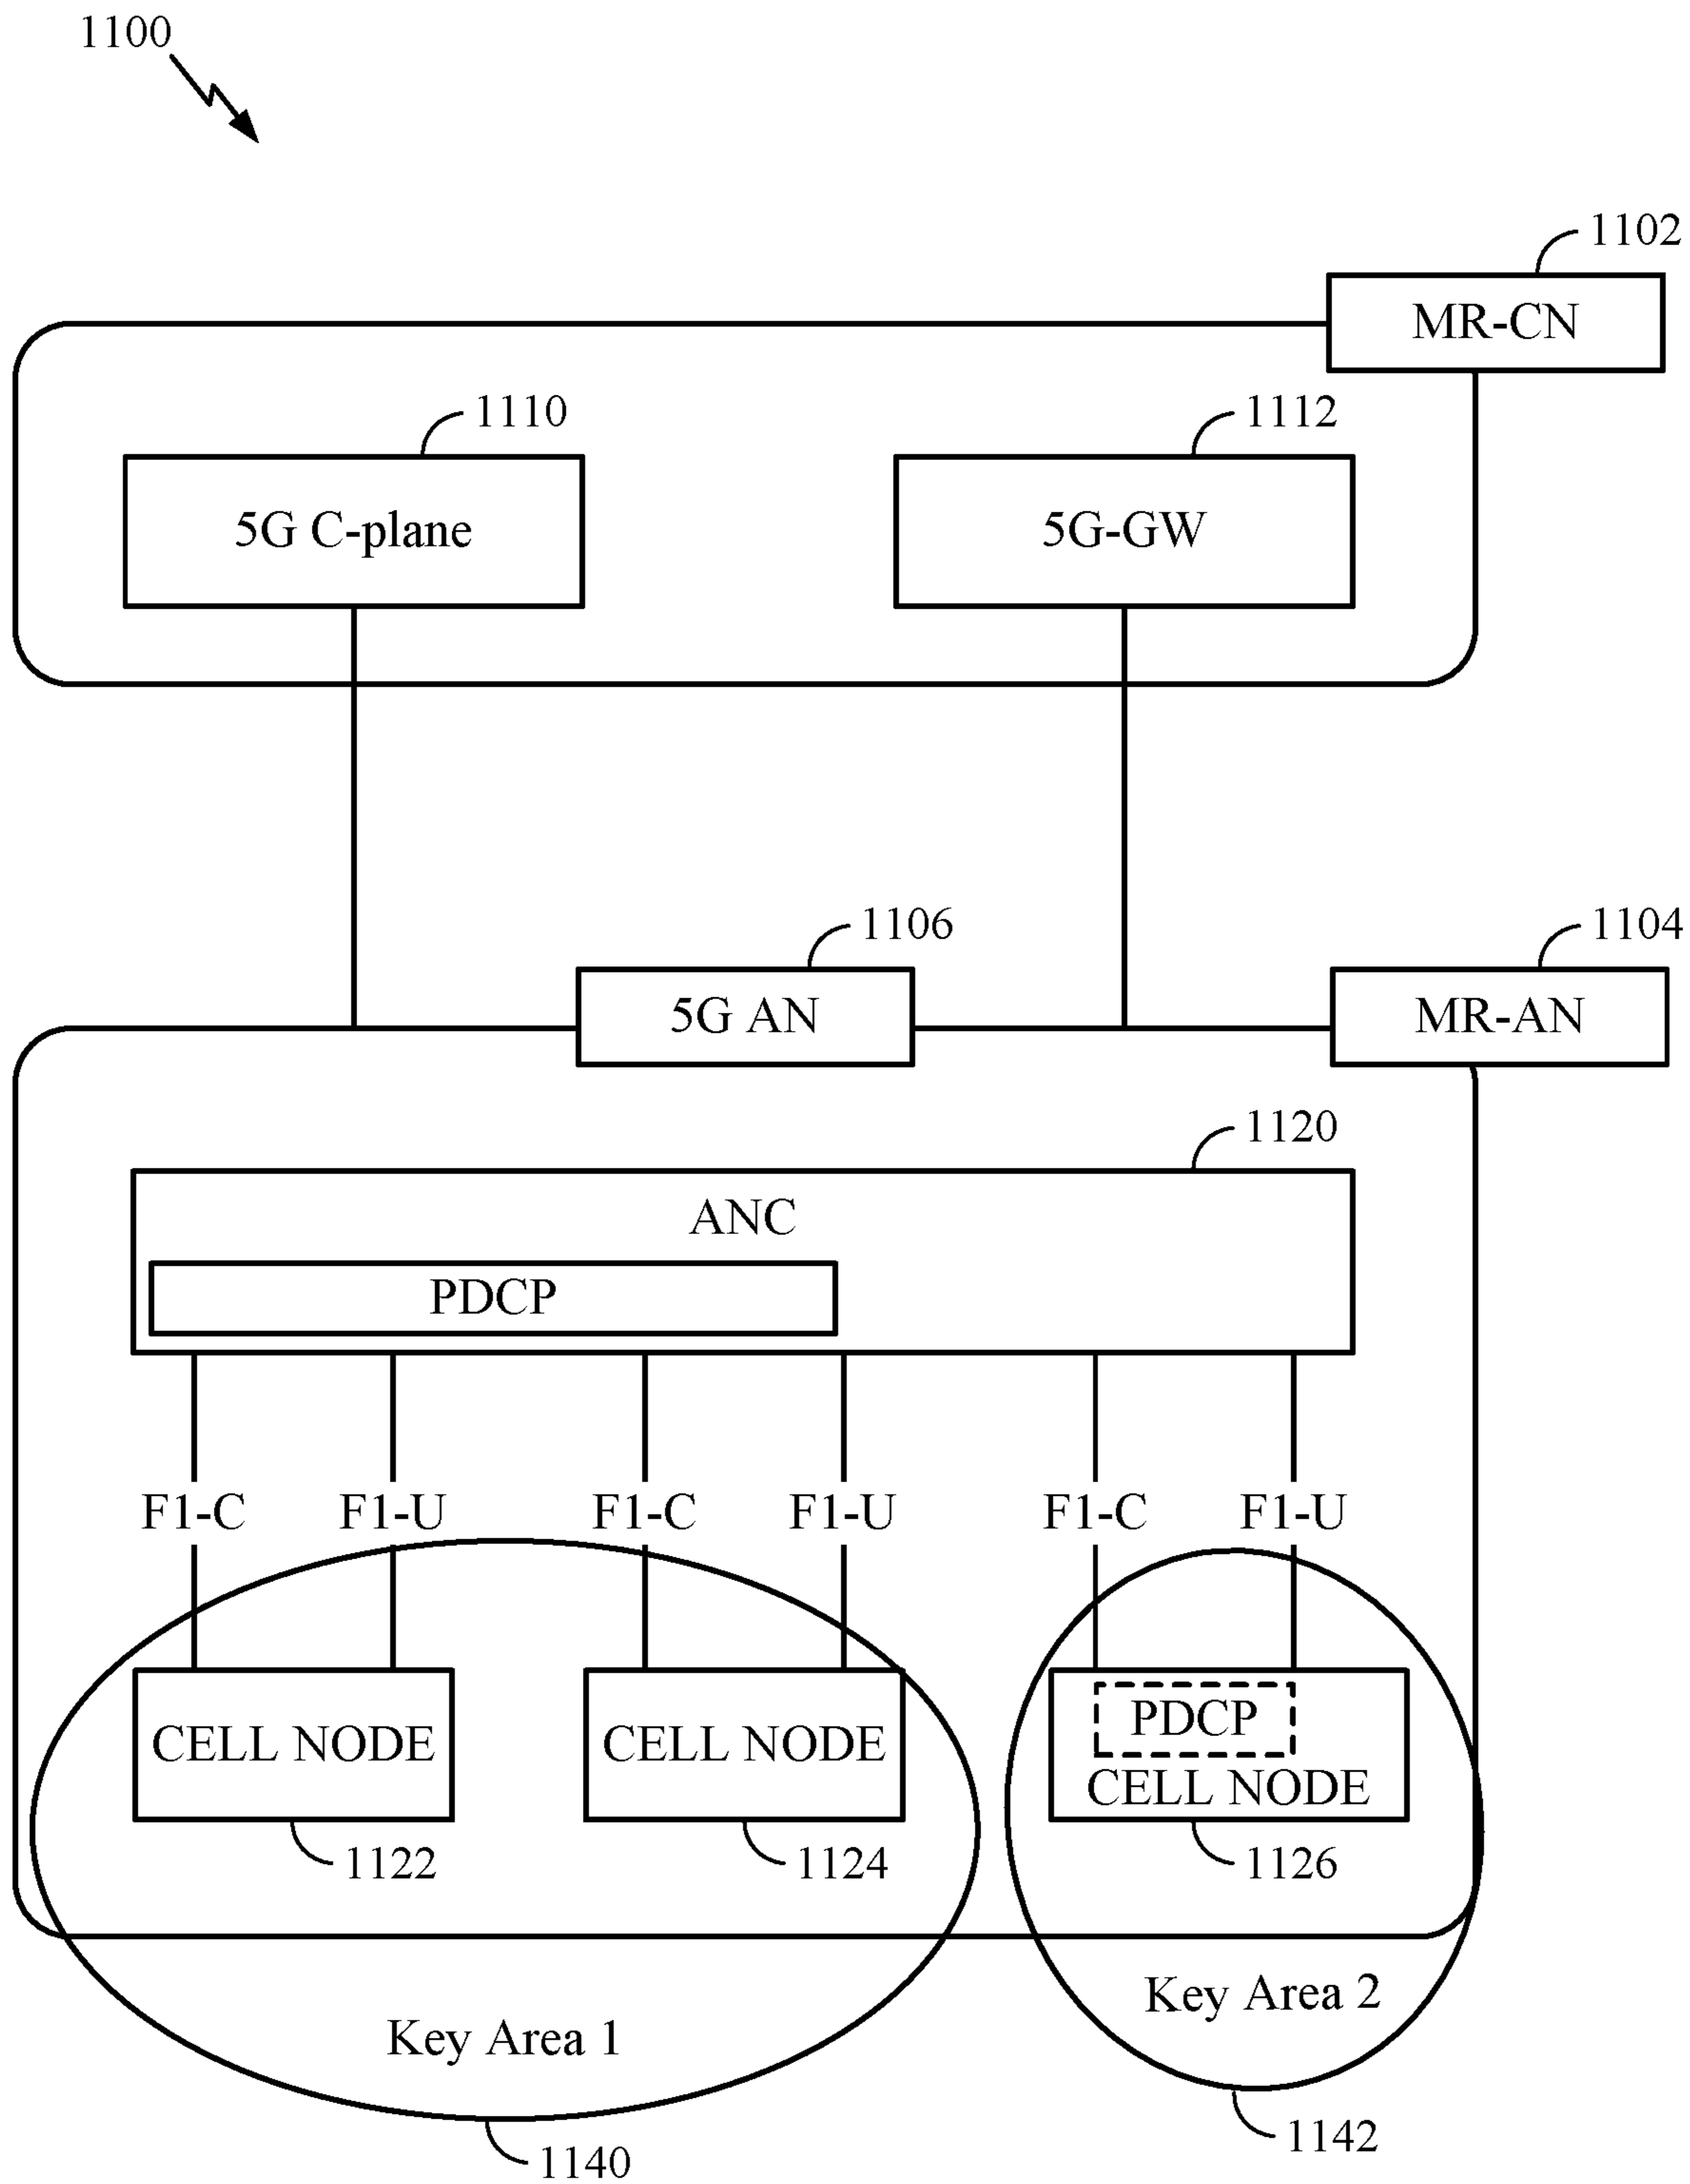 1100
1102
MR-CN
1110
1112
5G C-plane
5G-GW
1106
1104
5G AN
MR-AN
1120
ANC
PDCP
F1-C
F1-U
F1-C
F1-U
F1-C
F1-U
PDCP
CELL NODE
CELL NODE
CELL NODE
1122
1124
1126
Key Area 2
Key Area 1
1142
1140